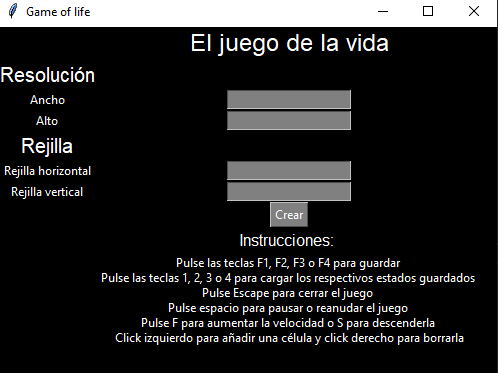 Game of life
El juego de la vida
Resolución
Ancho
Alto
Rejilla
Rejilla horizontal
Rejilla vertical
Crear
Instrucciones:
Pulse las teclas F1, F2, F3 o F4 para guardar
Pulse las teclas 1, 2, 3 o 4 para cargar los respectivos estados guardados
Pulse Escape para cerrar el juego
Pulse espacio para pausar o reanudar el juego
Pulse F para aumentar la velocidad o S para descenderla
Click izquierdo para añadir una célula y click derecho para borrarla